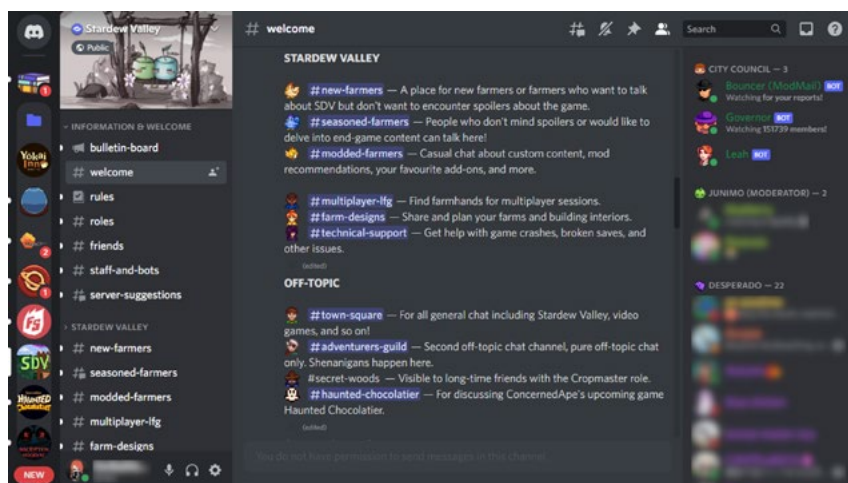 Stardew Valley
Public
INFORMATION & WELCOME
bulletin-board
# welcome
rules
# roles
# friends
# staff-and-bots
# server-suggestions
STARDEW VALLEY
# new-farmers
# seasoned-farmers
# modded-farmers
# multiplayer-lfg
# farm-designs
1
Yokai
Inn
2
1
FS
SDV
HAUNTED
NEW
# welcome
Search
STARDEW VALLEY
#new-farmers — A place for new farmers or farmers who want to talk
about SDV but don't want to encounter spoilers about the game.
#seasoned-farmers — People who don't mind spoilers or would like to
delve into end-game content can talk here!
#modded-farmers — Casual chat about custom content, mod
recommendations, your favourite add-ons, and more.
#multiplayer-lfg — Find farmhands for multiplayer sessions.
#farm-designs — Share and plan your farms and building interiors.
#technical-support — Get help with game crashes, broken saves, and
other issues.
(edited)
OFF-TOPIC
#town-square — For all general chat including Stardew Valley, video
games, and so on!
#adventurers-guild — Second off-topic chat channel, pure off-topic chat
only. Shenanigans happen here.
#secret-woods — Visible to long-time friends with the Cropmaster role.
#haunted-chocolatier — For discussing ConcernedApe's upcoming game
Haunted Chocolatier.
(edited)
You do not have permission to send messages in this channel.
CITY COUNCIL — 3
Bouncer (ModMail) BOT
Watching for your reports!
Governor BOT
Watching 151739 members!
Leah BOT
JUNIMO (MODERATOR) — 2
DESPERADO — 22